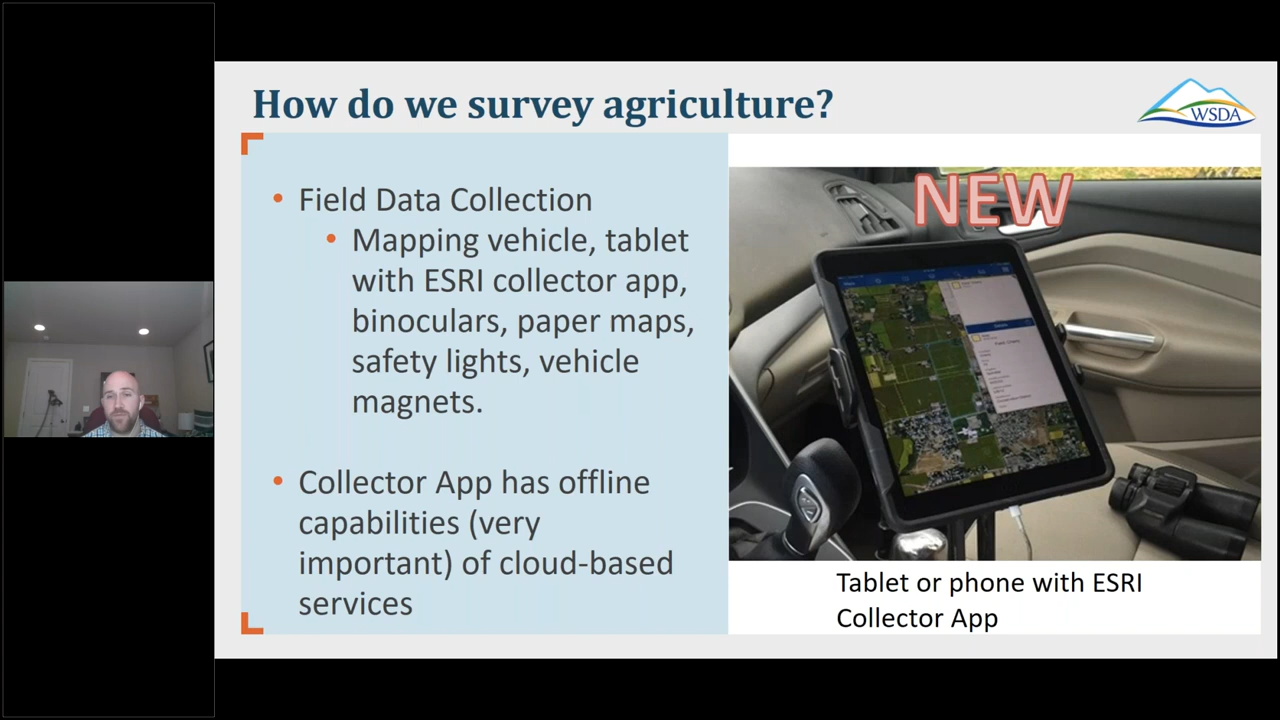 How do we survey agriculture?
WSDA
• Field Data Collection
• Mapping vehicle, tablet
with ESRI collector app,
binoculars, paper maps,
safety lights, vehicle
magnets.
• Collector App has offline
capabilities (very
important) of cloud-based
services
NEW
Tablet or phone with ESRI
Collector App